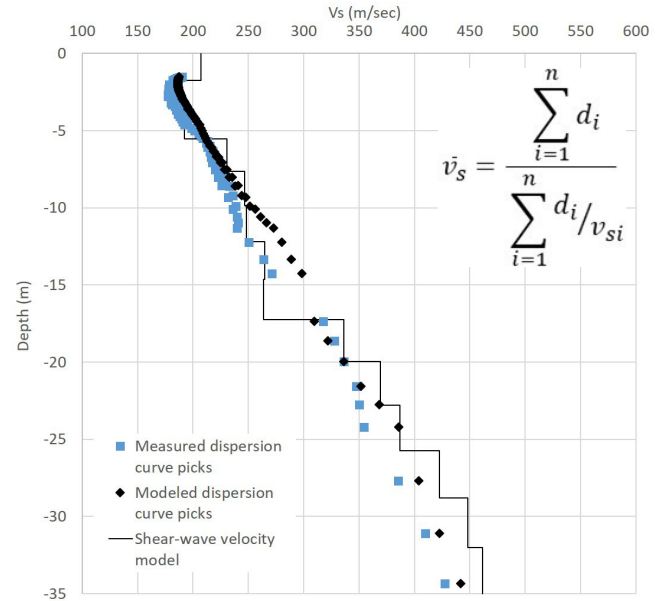 Vs (m/sec)
100 150 200 250 300 350 400 450 500 550 600
0
-5
-10
-15
-20
-25
-30
-35
Depth (m)
n
∑ dᵢ
i=1
v̄ₛ =
n
∑ dᵢ/vₛᵢ
i=1
Measured dispersion
curve picks
Modeled dispersion
curve picks
Shear-wave velocity
model